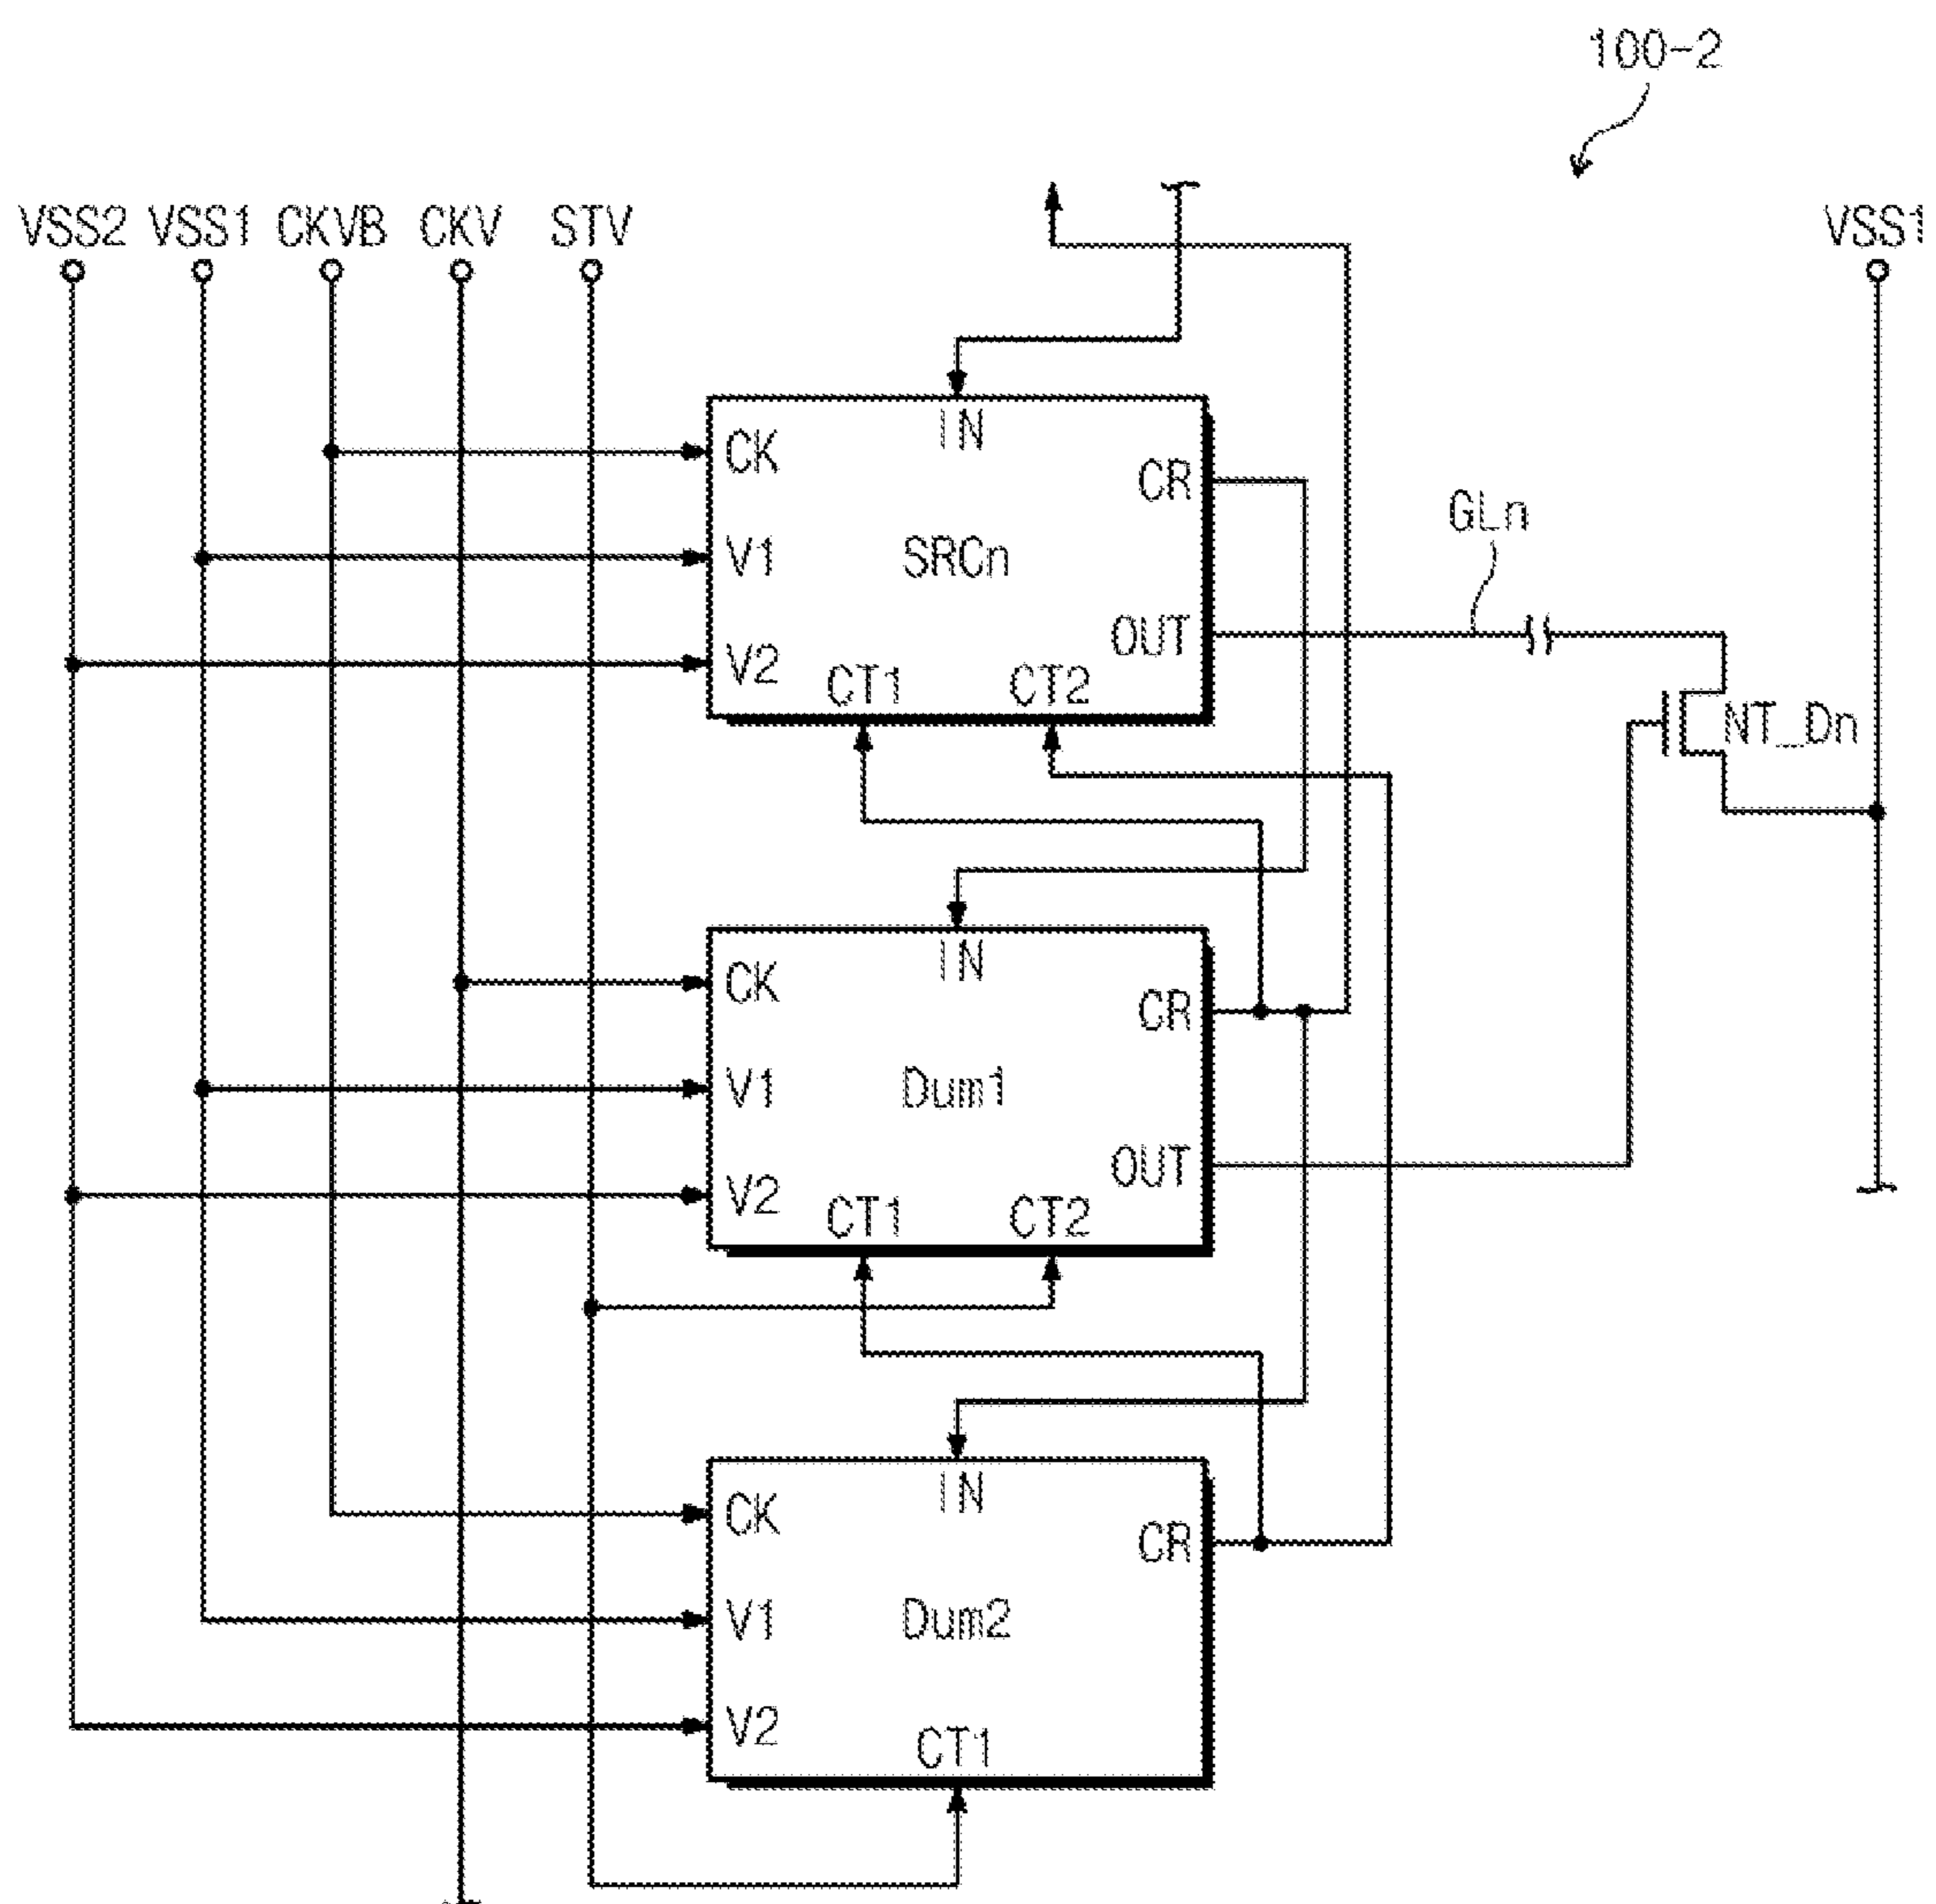 100-2
VSS2 VSS1 CKVB CKV STV VSS1
IN
CK
CR
GLn
V1 SRCn
OUT
V2 CT1 CT2
NT_Dn
IN
CK
CR
V1 Dum1
OUT
V2 CT1 CT2
IN
CK
CR
V1 Dum2
V2 CT1